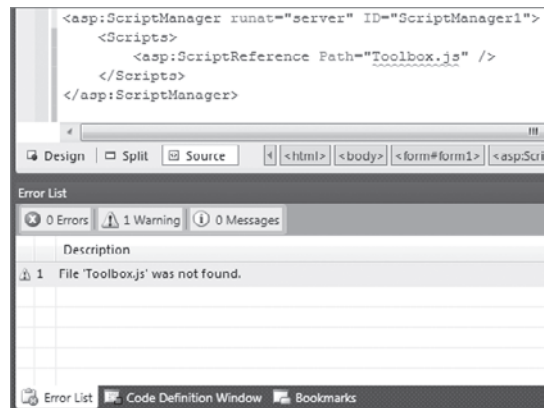 <asp:ScriptManager runat="server" ID="ScriptManager1">
<Scripts>
<asp:ScriptReference Path="Toolbox.js" />
</Scripts>
</asp:ScriptManager>
Design Split Source <html> <body> <form#form1> <asp:Scri
Error List
0 Errors 1 Warning 0 Messages
Description
1 File 'Toolbox.js' was not found.
Error List Code Definition Window Bookmarks